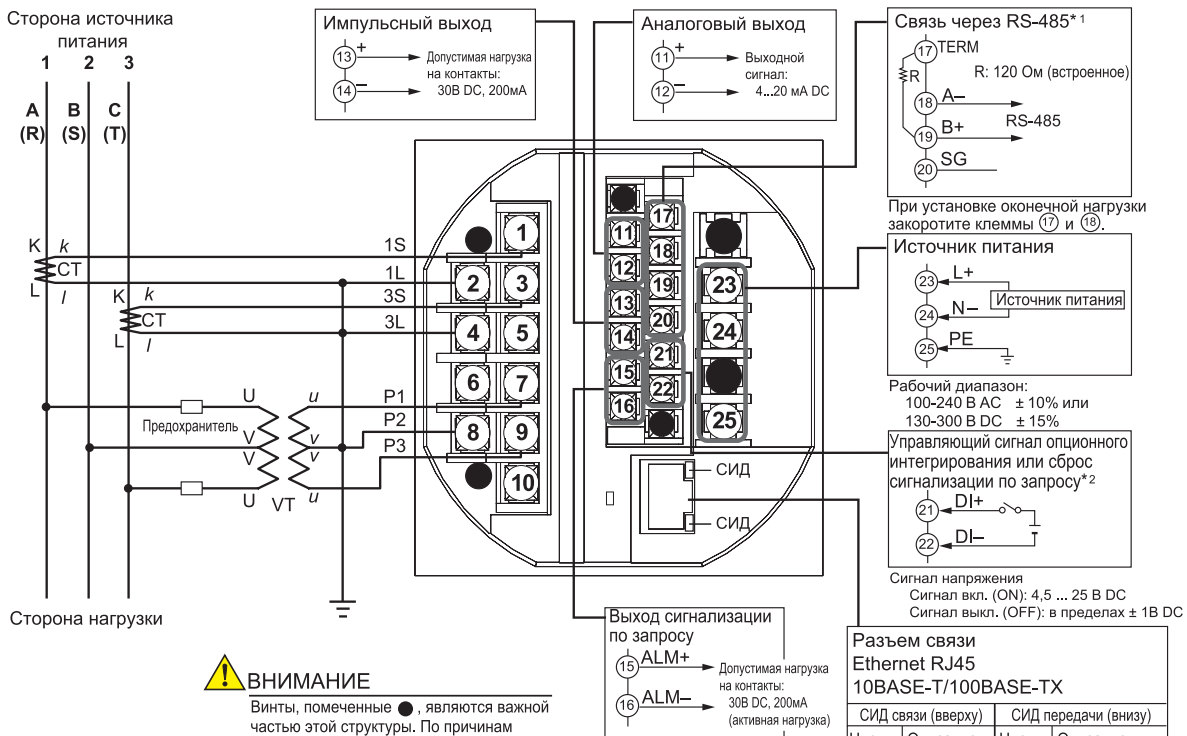 Сторона источника
питания
1 2 3
A B C
(R) (S) (T)
Импульсный выход
13 +
14 −
Допустимая нагрузка
на контакты:
30В DC, 200мА
Аналоговый выход
11 +
12 −
Выходной
сигнал:
4...20 мА DC
Связь через RS-485*1
17 TERM
R
R: 120 Ом (встроенное)
18 A−
19 B+
RS-485
20 SG
При установке оконечной нагрузки
закоротите клеммы 17 и 18.
Источник питания
23 L+
24 N−
Источник питания
25 PE
Рабочий диапазон:
100-240 В AC ± 10% или
130-300 В DC ± 15%
Управляющий сигнал опционного
интегрирования или сброс
сигнализации по запросу*2
21 DI+
22 DI−
Сигнал напряжения
Сигнал вкл. (ON): 4,5 ... 25 В DC
Сигнал выкл. (OFF): в пределах ± 1В DC
K k
CT
L l
K k
CT
L l
1S
1L
3S
3L
P1
P2
P3
U u
Предохранитель
V v
V v
U u
VT
1
2 3
4 5
6 7
8 9
10
11
12
13
14
15
16
17
18
19
20
21
22
23
24
25
СИД
СИД
Сторона нагрузки
ВНИМАНИЕ
Винты, помеченные ●, являются важной
частью этой структуры. По причинам
Выход сигнализации
по запросу
15 ALM+
16 ALM−
Допустимая нагрузка
на контакты:
30В DC, 200мА
(активная нагрузка)
Разъем связи
Ethernet RJ45
10BASE-T/100BASE-TX
СИД связи (вверху) СИД передачи (внизу)